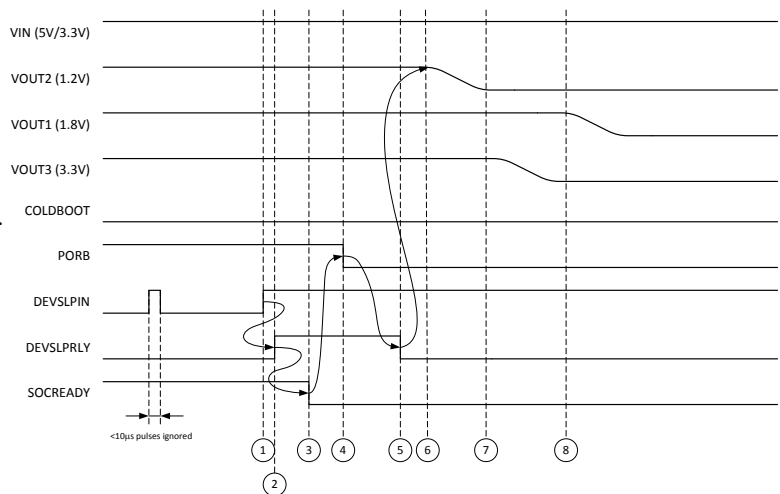 VIN (5V/3.3V)
VOUT2 (1.2V)
VOUT1 (1.8V)
VOUT3 (3.3V)
COLDBOOT
PORB
DEVSLPIN
DEVSLPRLY
SOCREADY
<10µs pulses ignored
1 3 4 5 6 7 8
2